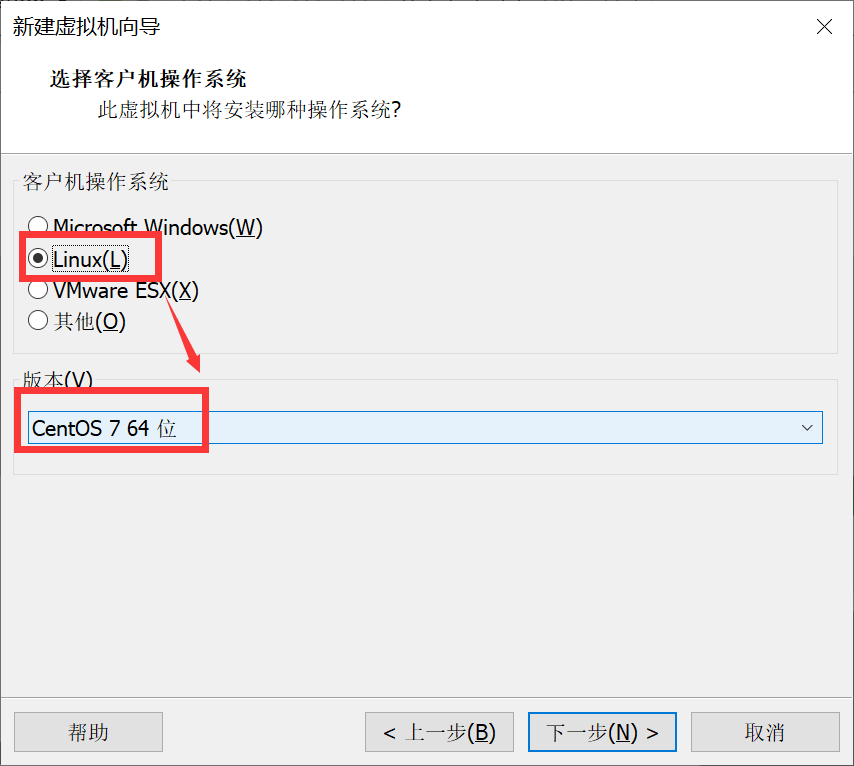 新建虚拟机向导
选择客户机操作系统
此虚拟机中将安装哪种操作系统?
客户机操作系统
Microsoft Windows(W)
Linux(L)
VMware ESX(X)
其他(O)
版本(V)
CentOS 7 64 位
帮助 < 上一步(B) 下一步(N) > 取消